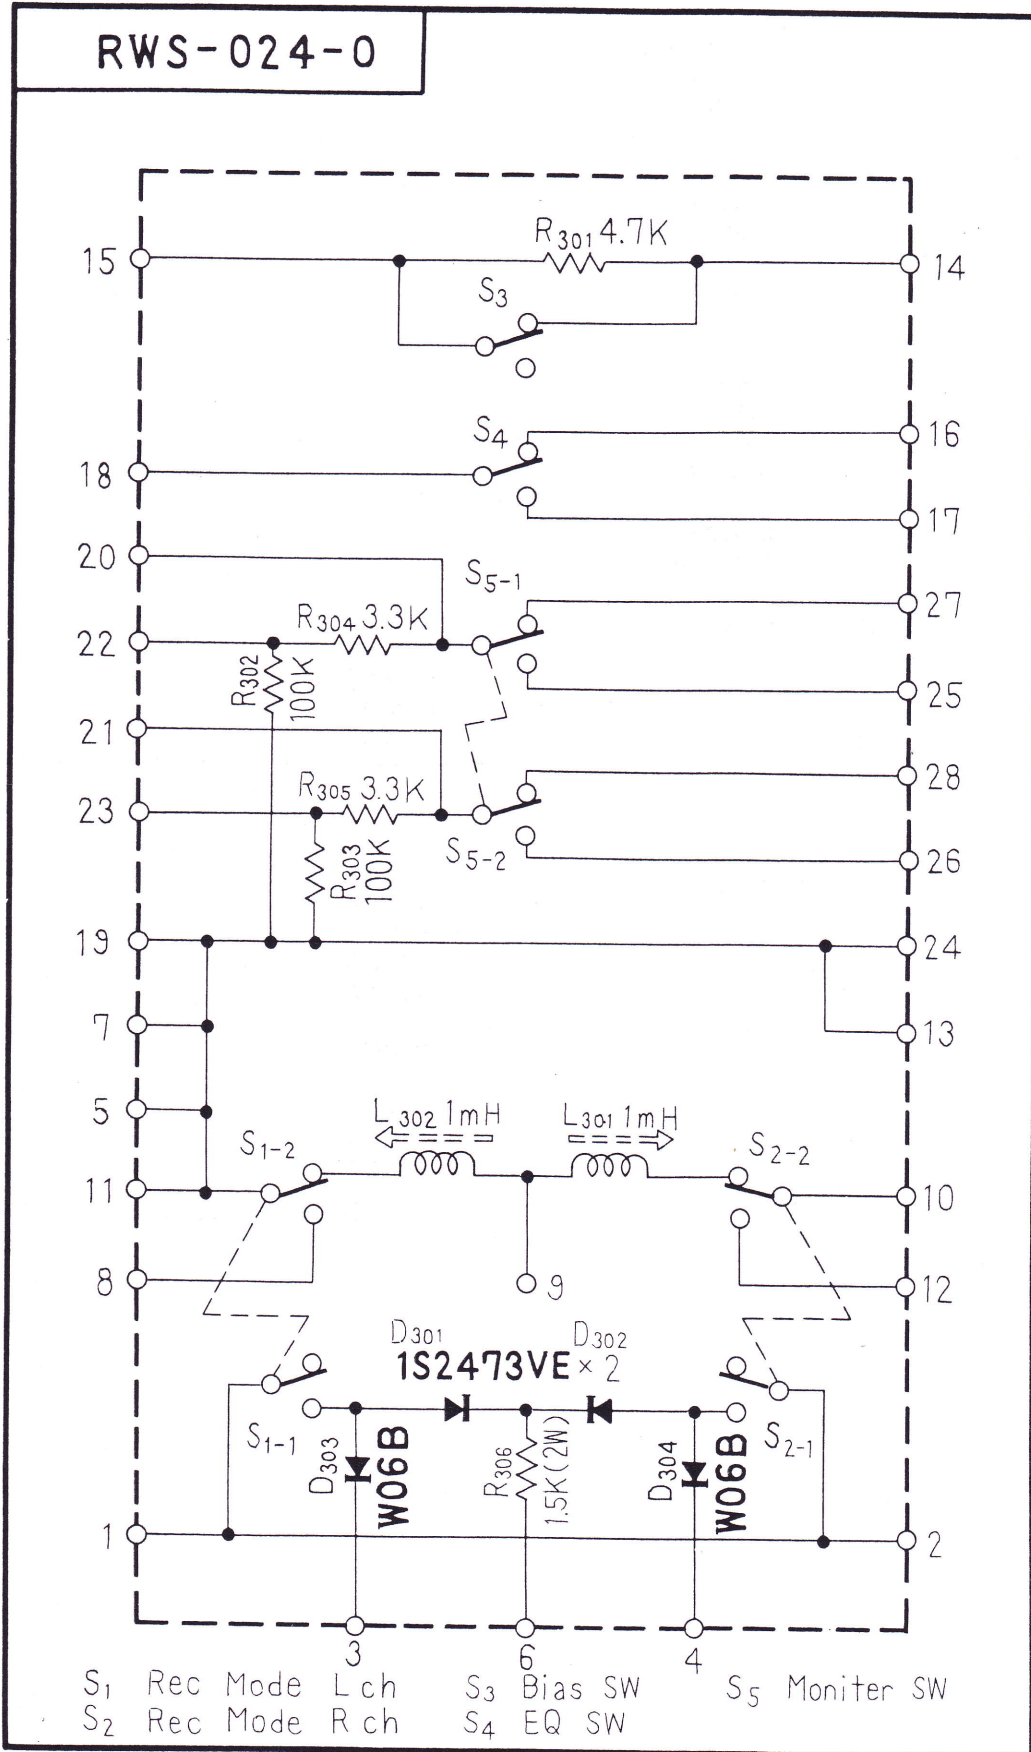 RWS-024-0
R301 4.7K
15
14
S3
S4
16
18
17
20
S5-1
27
R304 3.3K
22
R302
100K
25
21
28
R305 3.3K
23
S5-2
R303
100K
26
19
24
7
13
5
L302 1mH
L301 1mH
S1-2
S2-2
11
10
8
9
12
D301
D302
1S2473VE × 2
S1-1
D303
W06B
R306
1.5K(2W)
D304
W06B
S2-1
1
2
3
6
4
S1 Rec Mode L ch
S3 Bias SW
S5 Moniter SW
S2 Rec Mode R ch
S4 EQ SW